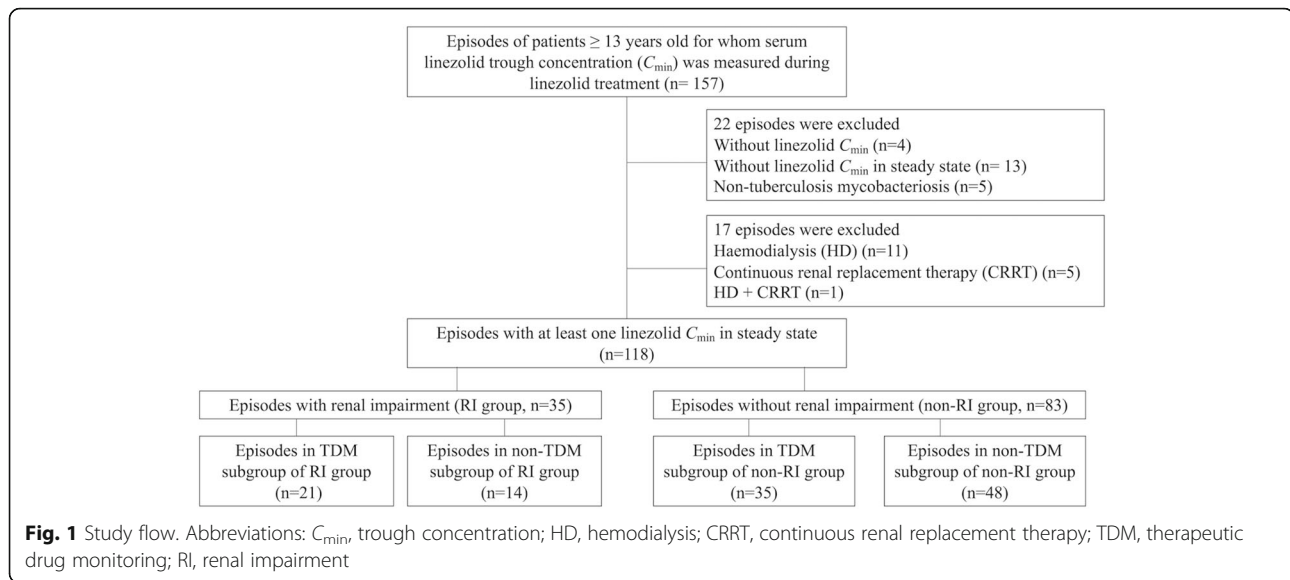 Episodes of patients ≥ 13 years old for whom serum
linezolid trough concentration (Cmin) was measured during
linezolid treatment (n= 157)
22 episodes were excluded
Without linezolid Cmin (n=4)
Without linezolid Cmin in steady state (n= 13)
Non-tuberculosis mycobacteriosis (n=5)
17 episodes were excluded
Haemodialysis (HD) (n=11)
Continuous renal replacement therapy (CRRT) (n=5)
HD + CRRT (n=1)
Episodes with at least one linezolid Cmin in steady state
(n=118)
Episodes with renal impairment (RI group, n=35)
Episodes without renal impairment (non-RI group, n=83)
Episodes in TDM
subgroup of RI group
(n=21)
Episodes in non-TDM
subgroup of RI group
(n=14)
Episodes in TDM
subgroup of non-RI group
(n=35)
Episodes in non-TDM
subgroup of non-RI group
(n=48)
Fig. 1 Study flow. Abbreviations: Cmin, trough concentration; HD, hemodialysis; CRRT, continuous renal replacement therapy; TDM, therapeutic
drug monitoring; RI, renal impairment